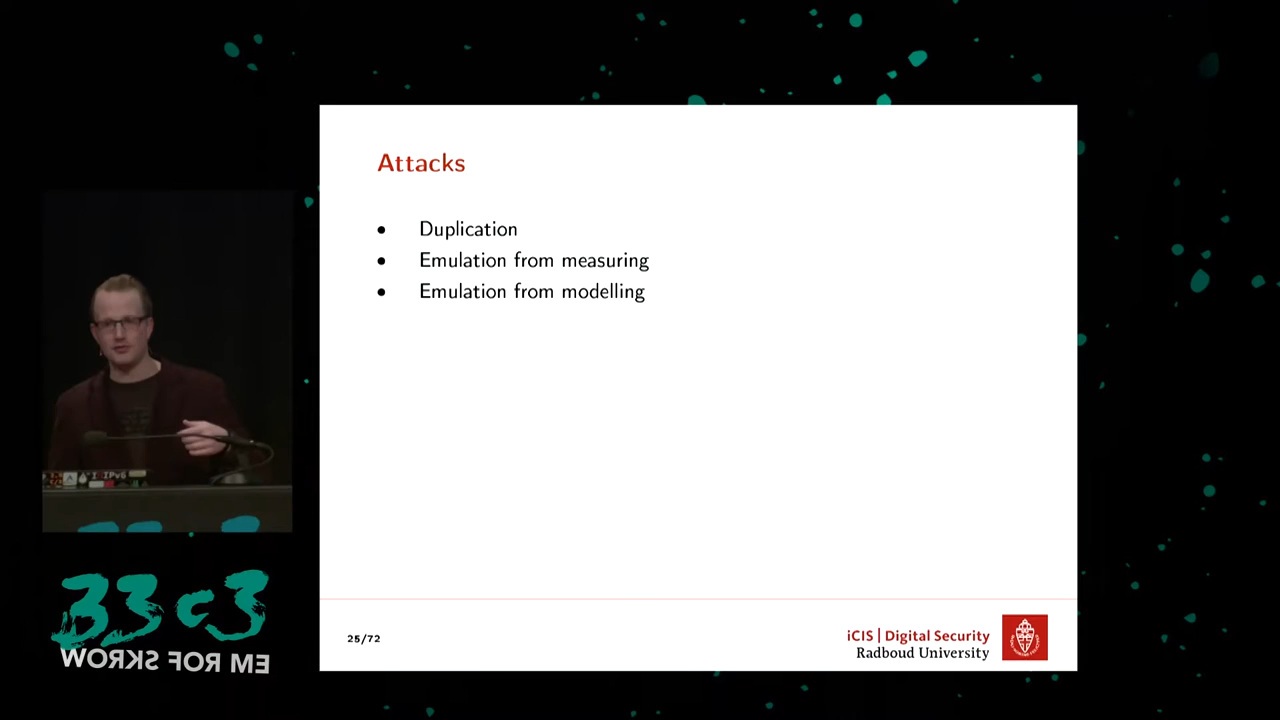 Attacks
• Duplication
• Emulation from measuring
• Emulation from modelling
25/72
iCIS | Digital Security
Radboud University
IPv6
33c3
WORKS FOR ME